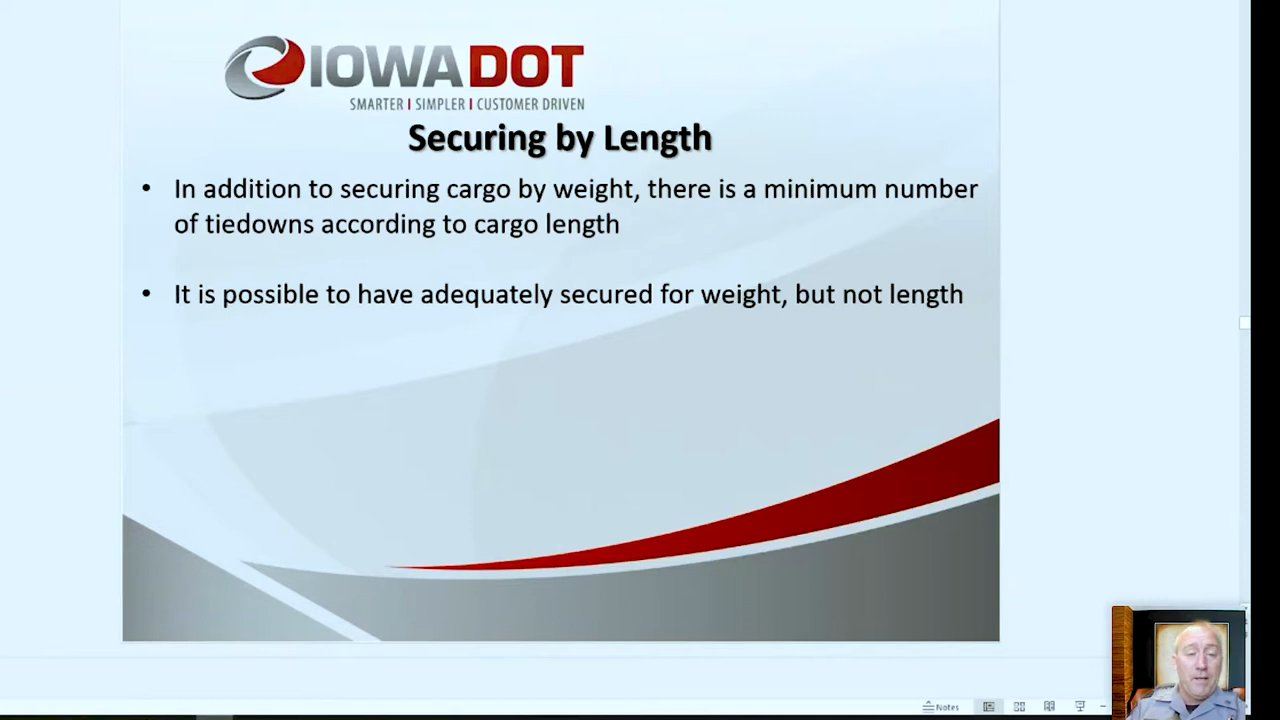 IOWADOT
SMARTER | SIMPLER | CUSTOMER DRIVEN
Securing by Length
• In addition to securing cargo by weight, there is a minimum number
of tiedowns according to cargo length
• It is possible to have adequately secured for weight, but not length
Notes